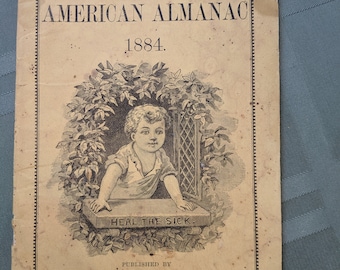 AMERICAN ALMANAC
1884.
HEAL THE SICK.
PUBLISHED BY